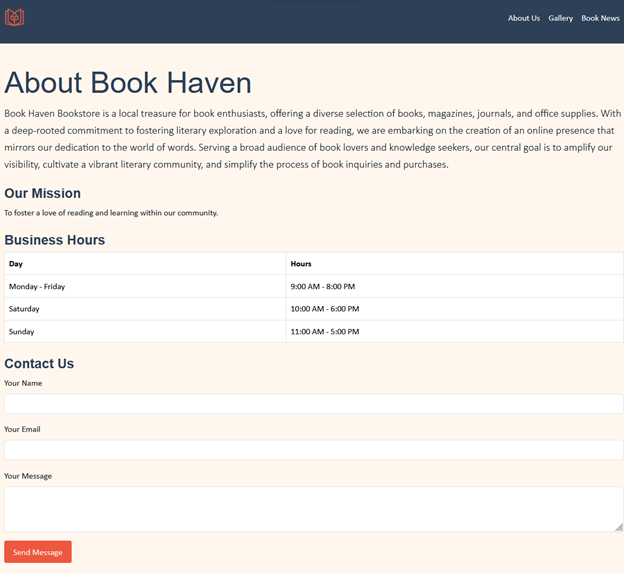 About Us Gallery Book News
About Book Haven
Book Haven Bookstore is a local treasure for book enthusiasts, offering a diverse selection of books, magazines, journals, and office supplies. With
a deep-rooted commitment to fostering literary exploration and a love for reading, we are embarking on the creation of an online presence that
mirrors our dedication to the world of words. Serving a broad audience of book lovers and knowledge seekers, our central goal is to amplify our
visibility, cultivate a vibrant literary community, and simplify the process of book inquiries and purchases.
Our Mission
To foster a love of reading and learning within our community.
Business Hours
Day Hours
Monday - Friday 9:00 AM - 8:00 PM
Saturday 10:00 AM - 6:00 PM
Sunday 11:00 AM - 5:00 PM
Contact Us
Your Name
Your Email
Your Message
Send Message